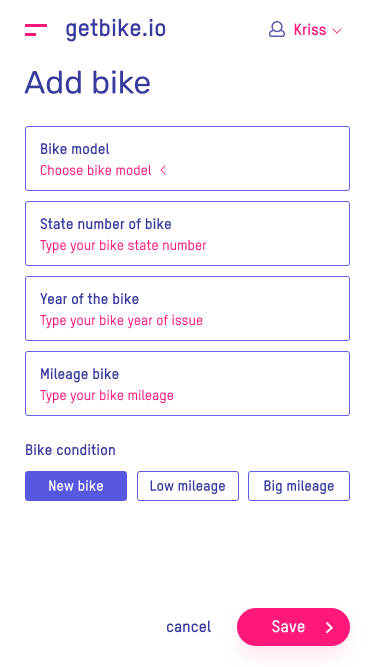 getbike.io
Kriss
Add bike
Bike model
Choose bike model
State number of bike
Type your bike state number
Year of the bike
Type your bike year of issue
Mileage bike
Type your bike mileage
Bike condition
New bike
Low mileage
Big mileage
cancel
Save